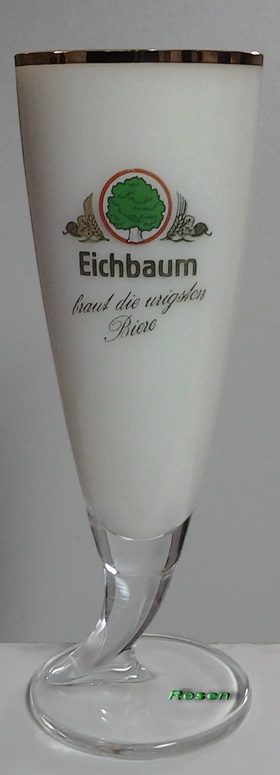 Eichbaum
braut die urigsten
Biere
Rosen